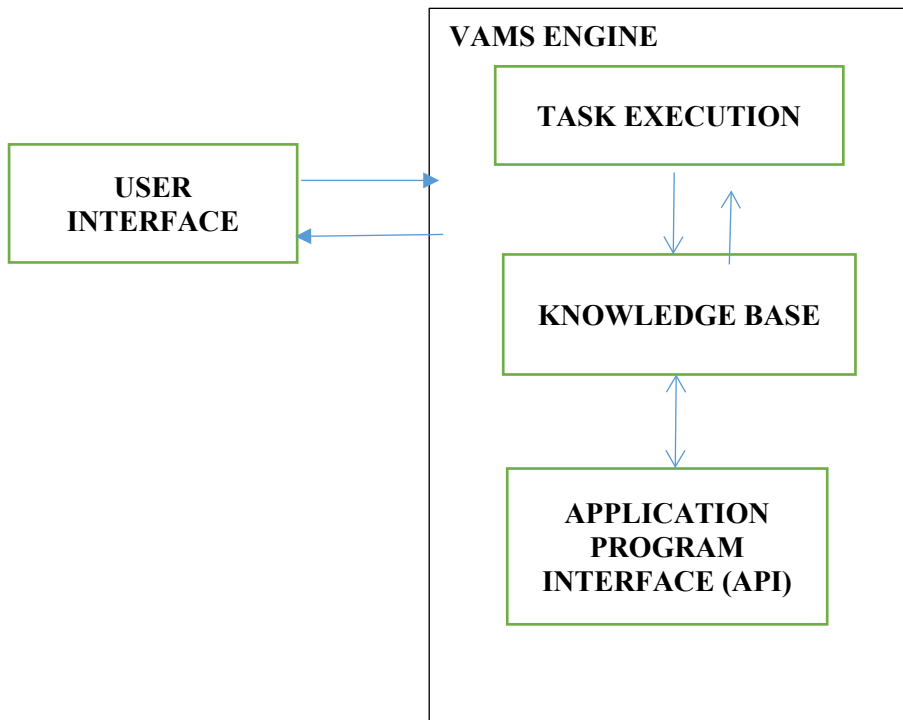 VAMS ENGINE
TASK EXECUTION
USER
INTERFACE
KNOWLEDGE BASE
APPLICATION
PROGRAM
INTERFACE (API)